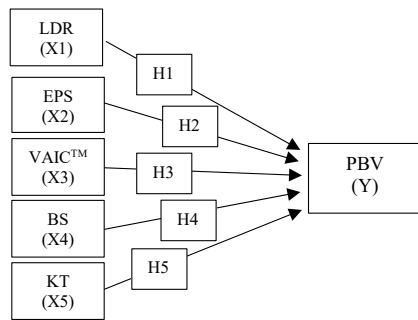 LDR
(X1)
H1
EPS
(X2)
H2
VAIC™
(X3)
H3
PBV
(Y)
BS
(X4)
H4
KT
(X5)
H5